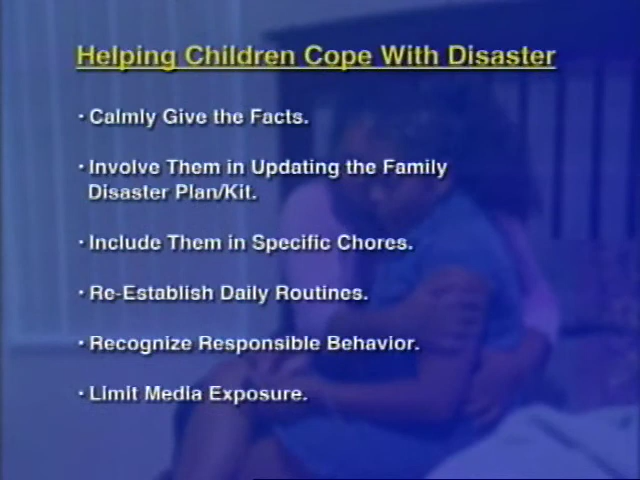 Helping Children Cope With Disaster
· Calmly Give the Facts.
· Involve Them in Updating the Family
Disaster Plan/Kit.
· Include Them in Specific Chores.
· Re-Establish Daily Routines.
· Recognize Responsible Behavior.
· Limit Media Exposure.